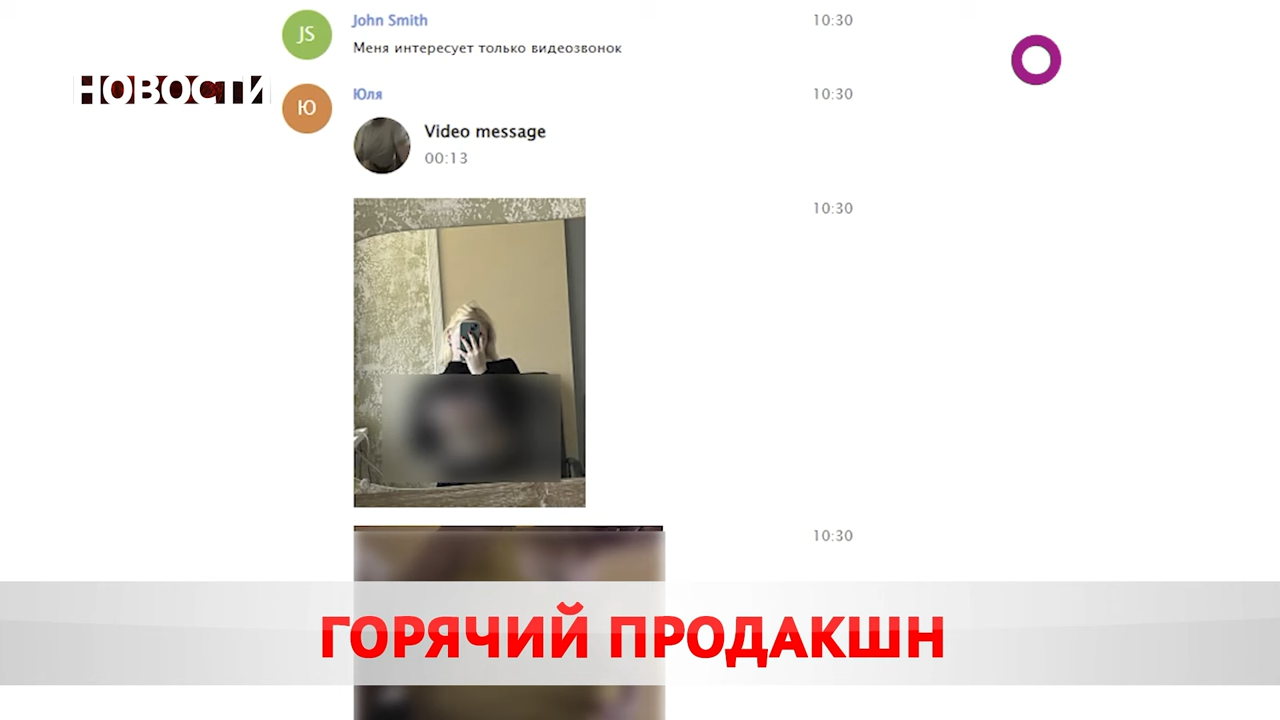 JS
John Smith
10:30
Меня интересует только видеозвонок
НОВОСТИ
Ю
Юля
10:30
Video message
00:13
10:30
10:30
ГОРЯЧИЙ ПРОДАКШН